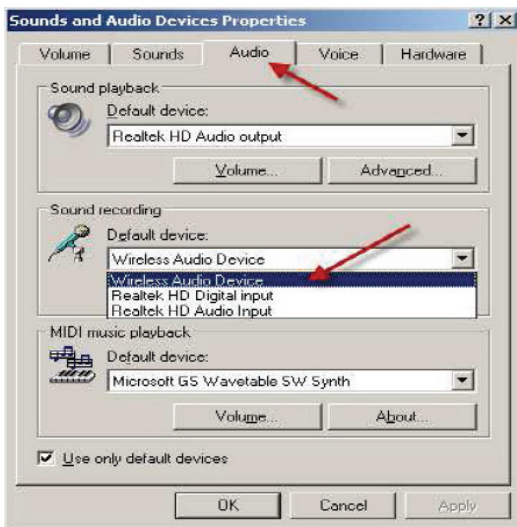 Sounds and Audio Devices Properties ? X
Volume Sounds Audio Voice Hardware
Sound playback
Default device:
Realtek HD Audio output
Volume... Advanced...
Sound recording
Default device:
Wireless Audio Device
Wireless Audio Device
Realtek HD Digital input
Realtek HD Audio Input
MIDI music playback
Default device:
Microsoft GS Wavetable SW Synth
Volume... About...
Use only default devices
OK Cancel Apply